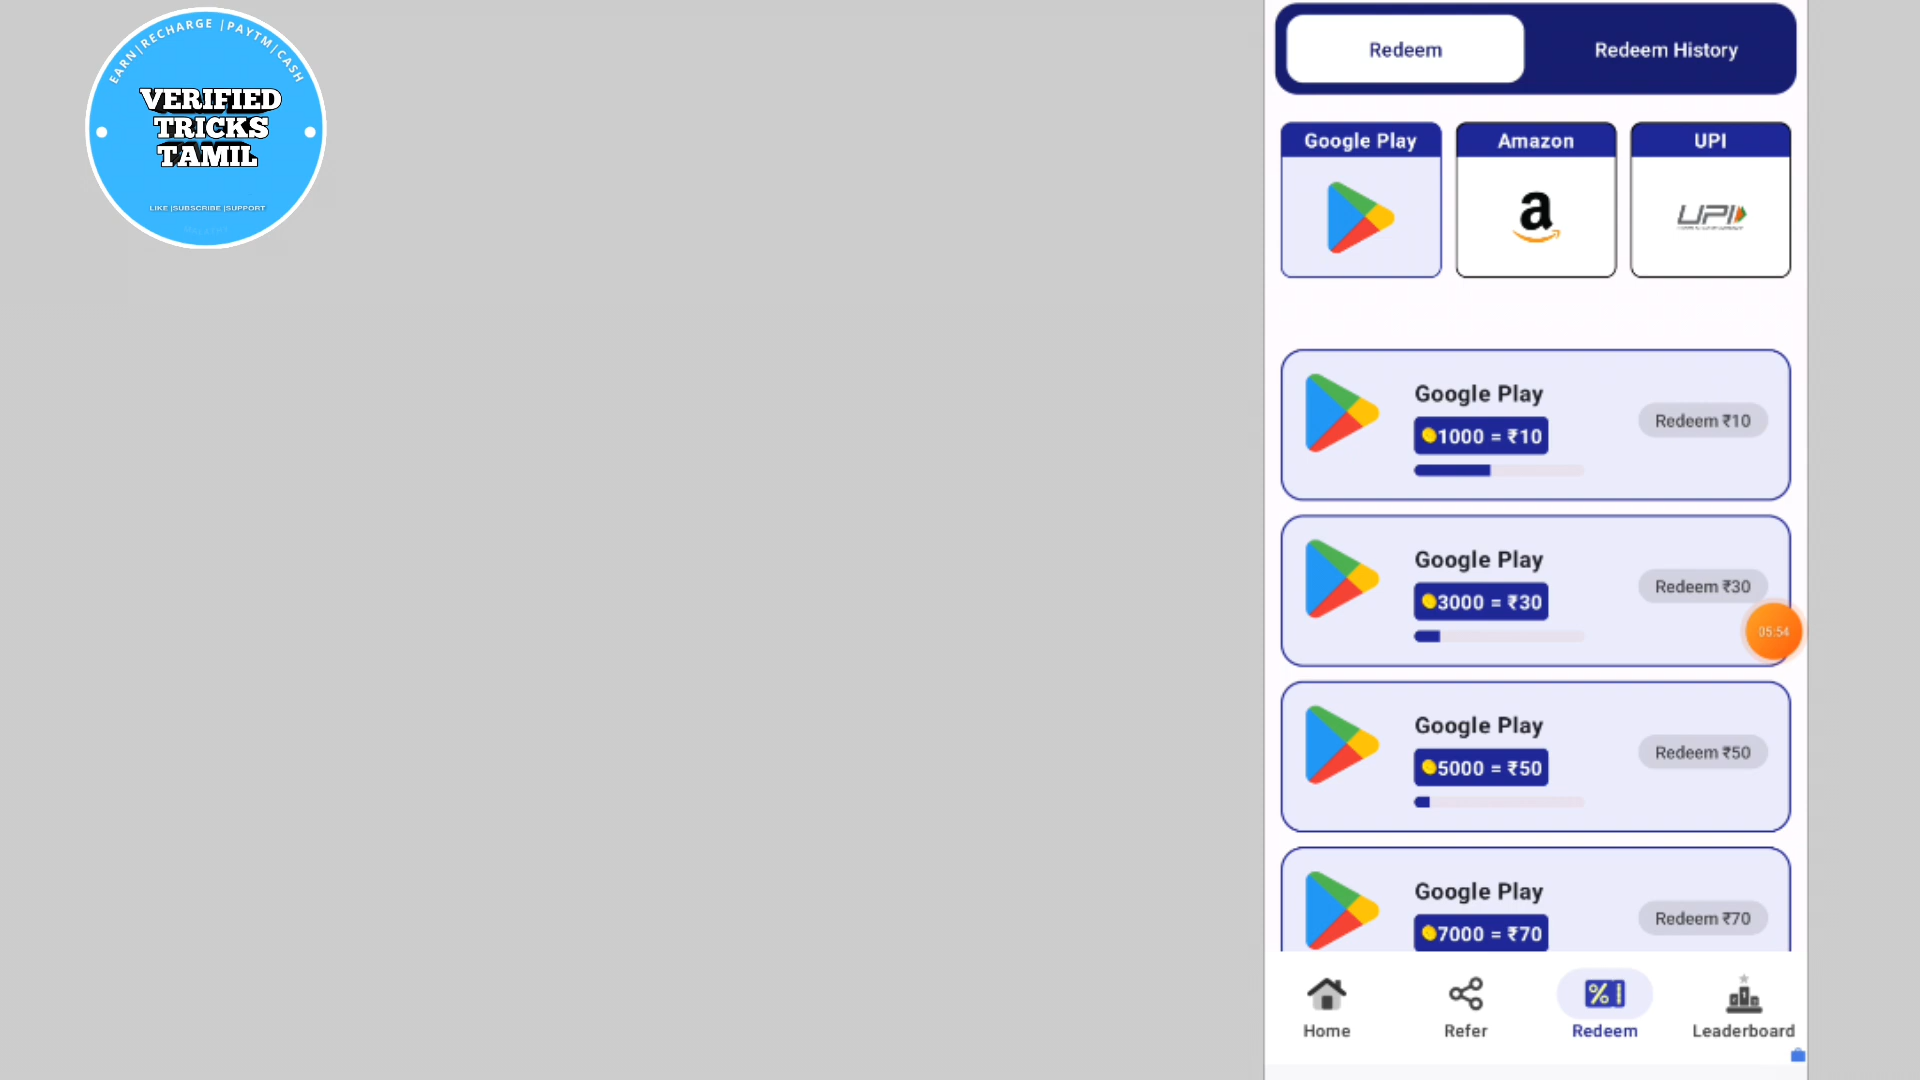 EARN|RECHARGE |PAYTM|CASH
VERIFIED
TRICKS
TAMIL
LIKE |SUBSCRIBE |SUPPORT
Redeem
Redeem History
Google Play
Amazon
UPI
a
UPI
Google Play
1000 = ₹10
Redeem ₹10
Google Play
3000 = ₹30
Redeem ₹30
05:54
Google Play
5000 = ₹50
Redeem ₹50
Google Play
7000 = ₹70
Redeem ₹70
Home
Refer
Redeem
Leaderboard